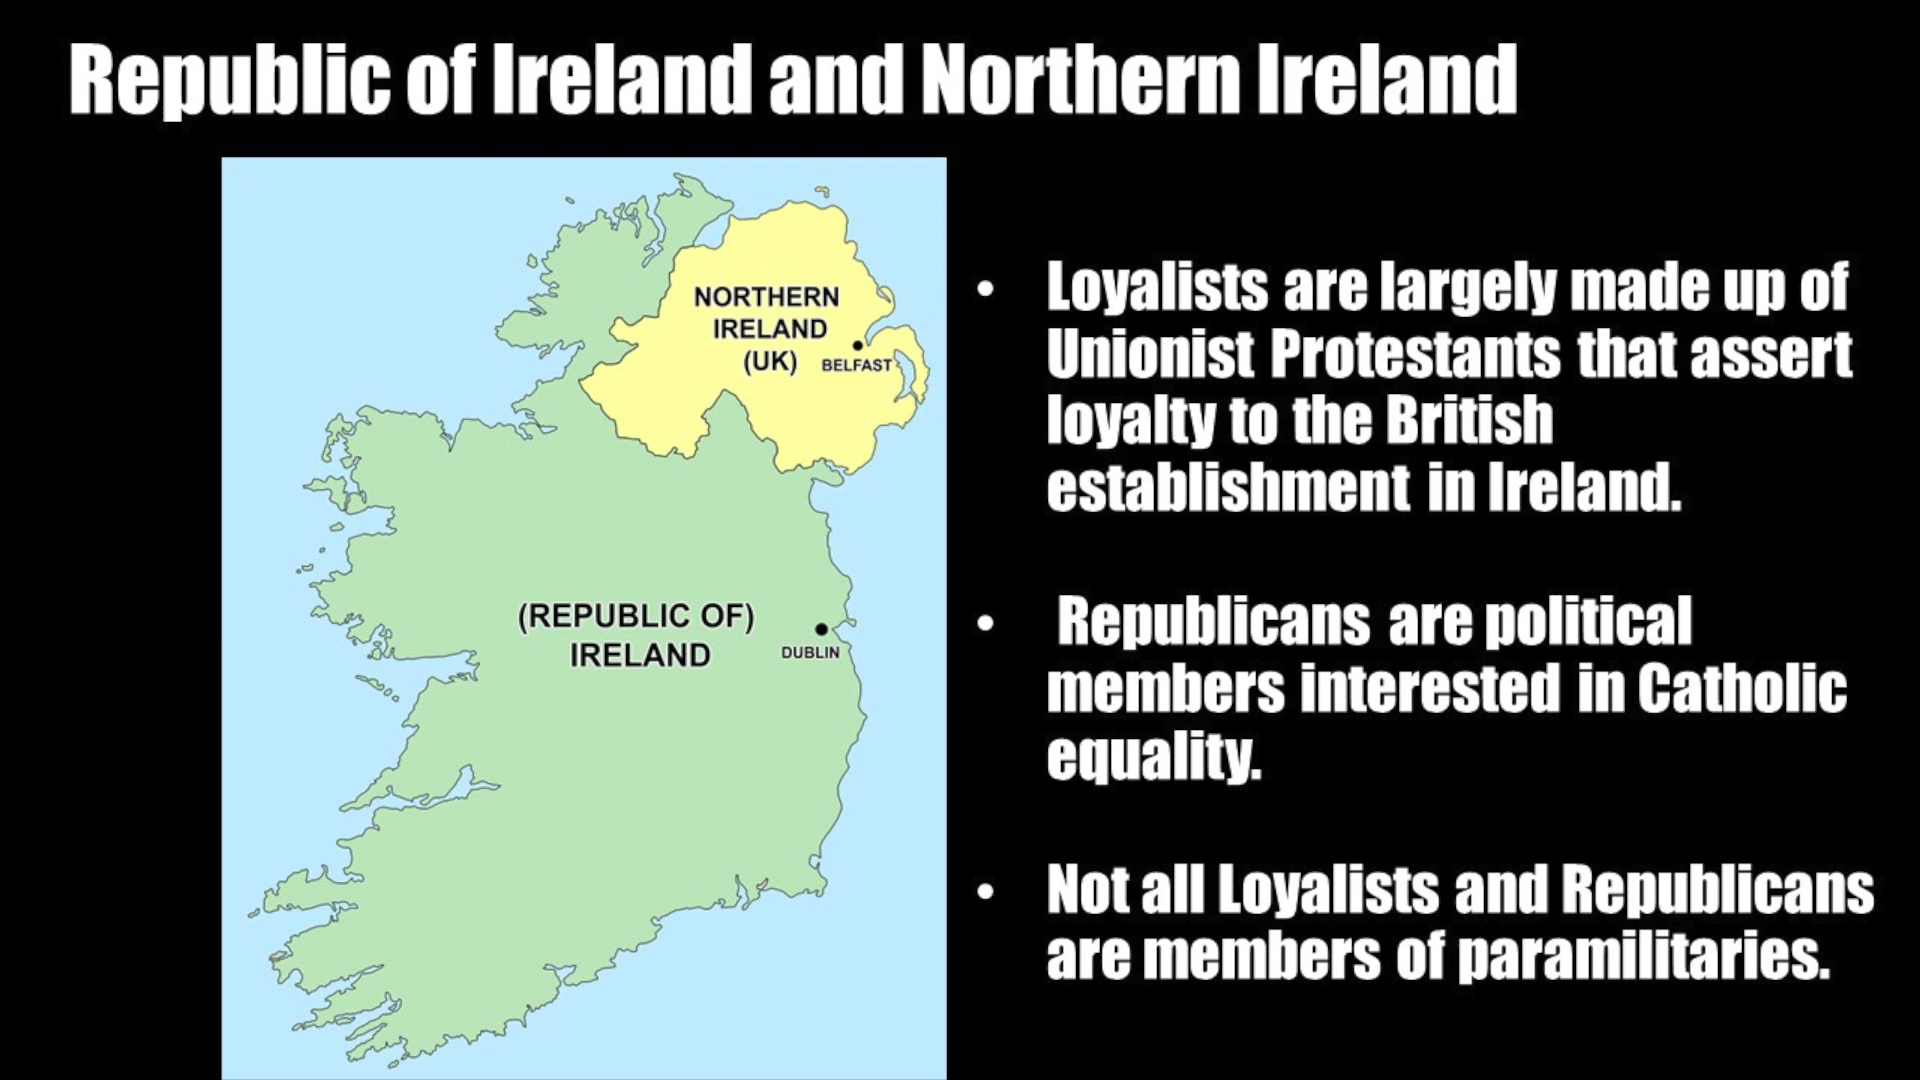 Republic of Ireland and Northern Ireland
NORTHERN
IRELAND
(UK)
BELFAST
(REPUBLIC OF)
IRELAND
DUBLIN
• Loyalists are largely made up of
Unionist Protestants that assert
loyalty to the British
establishment in Ireland.
• Republicans are political
members interested in Catholic
equality.
• Not all Loyalists and Republicans
are members of paramilitaries.